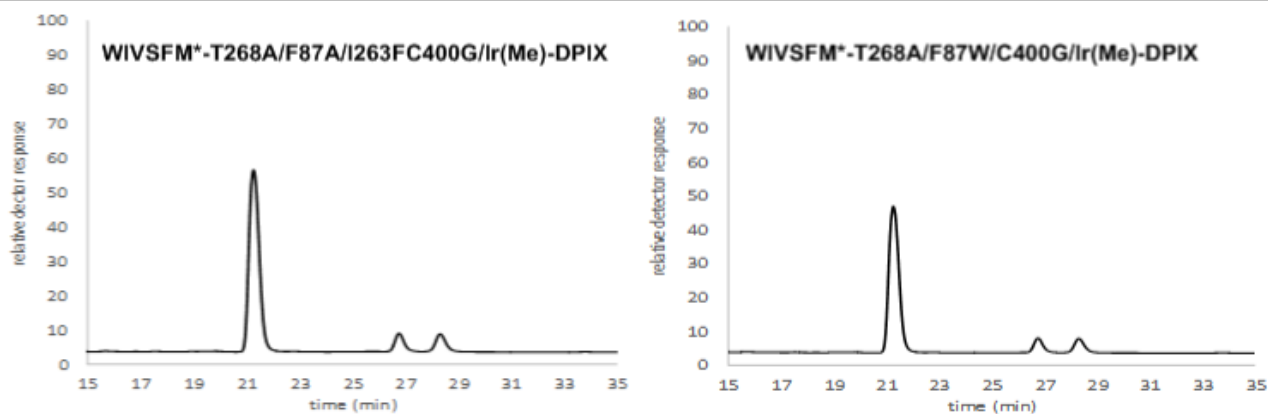 WIVSFM*-T268A/F87A/I263FC400G/Ir(Me)-DPIX
relative dector response
100
90
80
70
60
50
40
30
20
10
0
15 17 19 21 23 25 27 29 31 33 35
time (min)
WIVSFM*-T268A/F87W/C400G/Ir(Me)-DPIX
relative detector response
100
90
80
70
60
50
40
30
20
10
0
15 17 19 21 23 25 27 29 31 33 35
time (min)